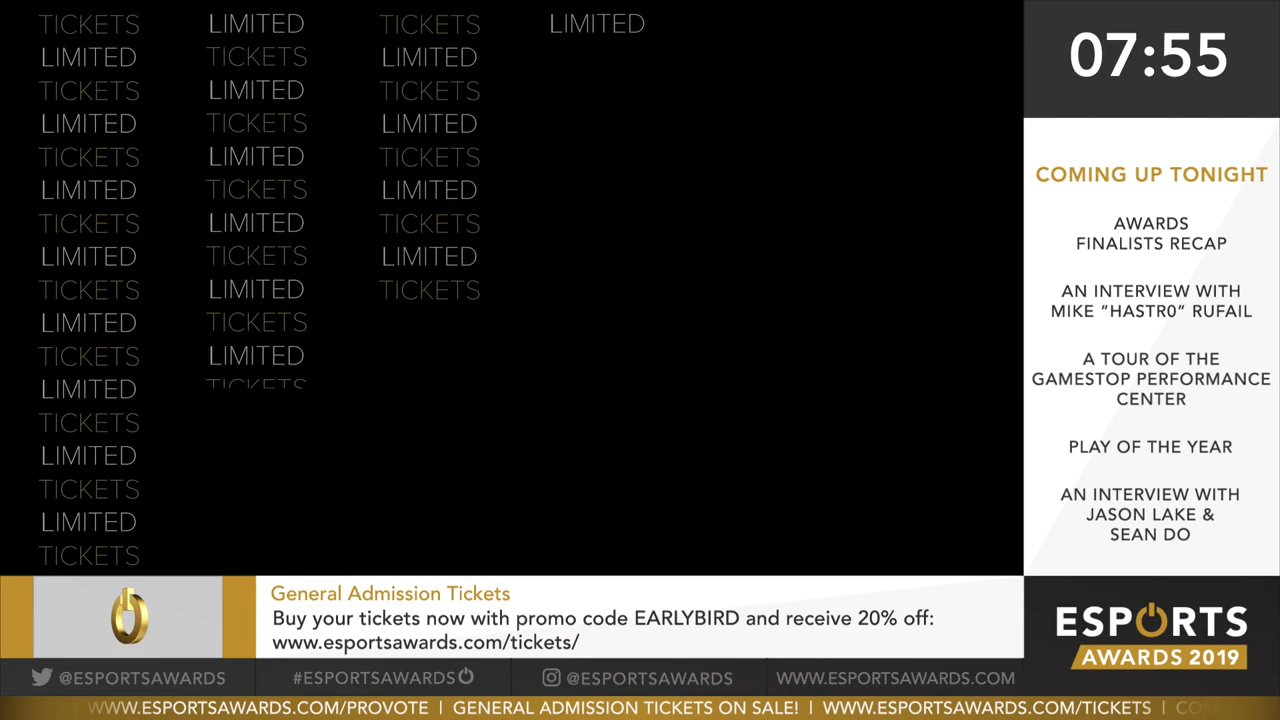 TICKETS LIMITED TICKETS LIMITED
LIMITED TICKETS LIMITED
TICKETS LIMITED TICKETS
LIMITED TICKETS LIMITED
TICKETS LIMITED TICKETS
LIMITED TICKETS LIMITED
TICKETS LIMITED TICKETS
LIMITED TICKETS LIMITED
TICKETS LIMITED TICKETS
LIMITED TICKETS
TICKETS LIMITED
LIMITED TICKETS
TICKETS
LIMITED
TICKETS
LIMITED
TICKETS
07:55
COMING UP TONIGHT
AWARDS
FINALISTS RECAP
AN INTERVIEW WITH
MIKE “HASTR0” RUFAIL
A TOUR OF THE
GAMESTOP PERFORMANCE
CENTER
PLAY OF THE YEAR
AN INTERVIEW WITH
JASON LAKE &
SEAN DO
General Admission Tickets
Buy your tickets now with promo code EARLYBIRD and receive 20% off:
www.esportsawards.com/tickets/
ESPORTS
AWARDS 2019
@ESPORTSAWARDS #ESPORTSAWARDS @ESPORTSAWARDS WWW.ESPORTSAWARDS.COM
WWW.ESPORTSAWARDS.COM/PROVOTE | GENERAL ADMISSION TICKETS ON SALE! | WWW.ESPORTSAWARDS.COM/TICKETS |